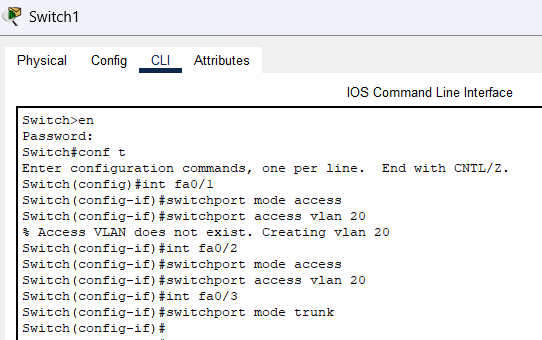 Switch1
Physical Config CLI Attributes
IOS Command Line Interface
Switch>en
Password:
Switch#conf t
Enter configuration commands, one per line.  End with CNTL/Z.
Switch(config)#int fa0/1
Switch(config-if)#switchport mode access
Switch(config-if)#switchport access vlan 20
% Access VLAN does not exist. Creating vlan 20
Switch(config-if)#int fa0/2
Switch(config-if)#switchport mode access
Switch(config-if)#switchport access vlan 20
Switch(config-if)#int fa0/3
Switch(config-if)#switchport mode trunk
Switch(config-if)#